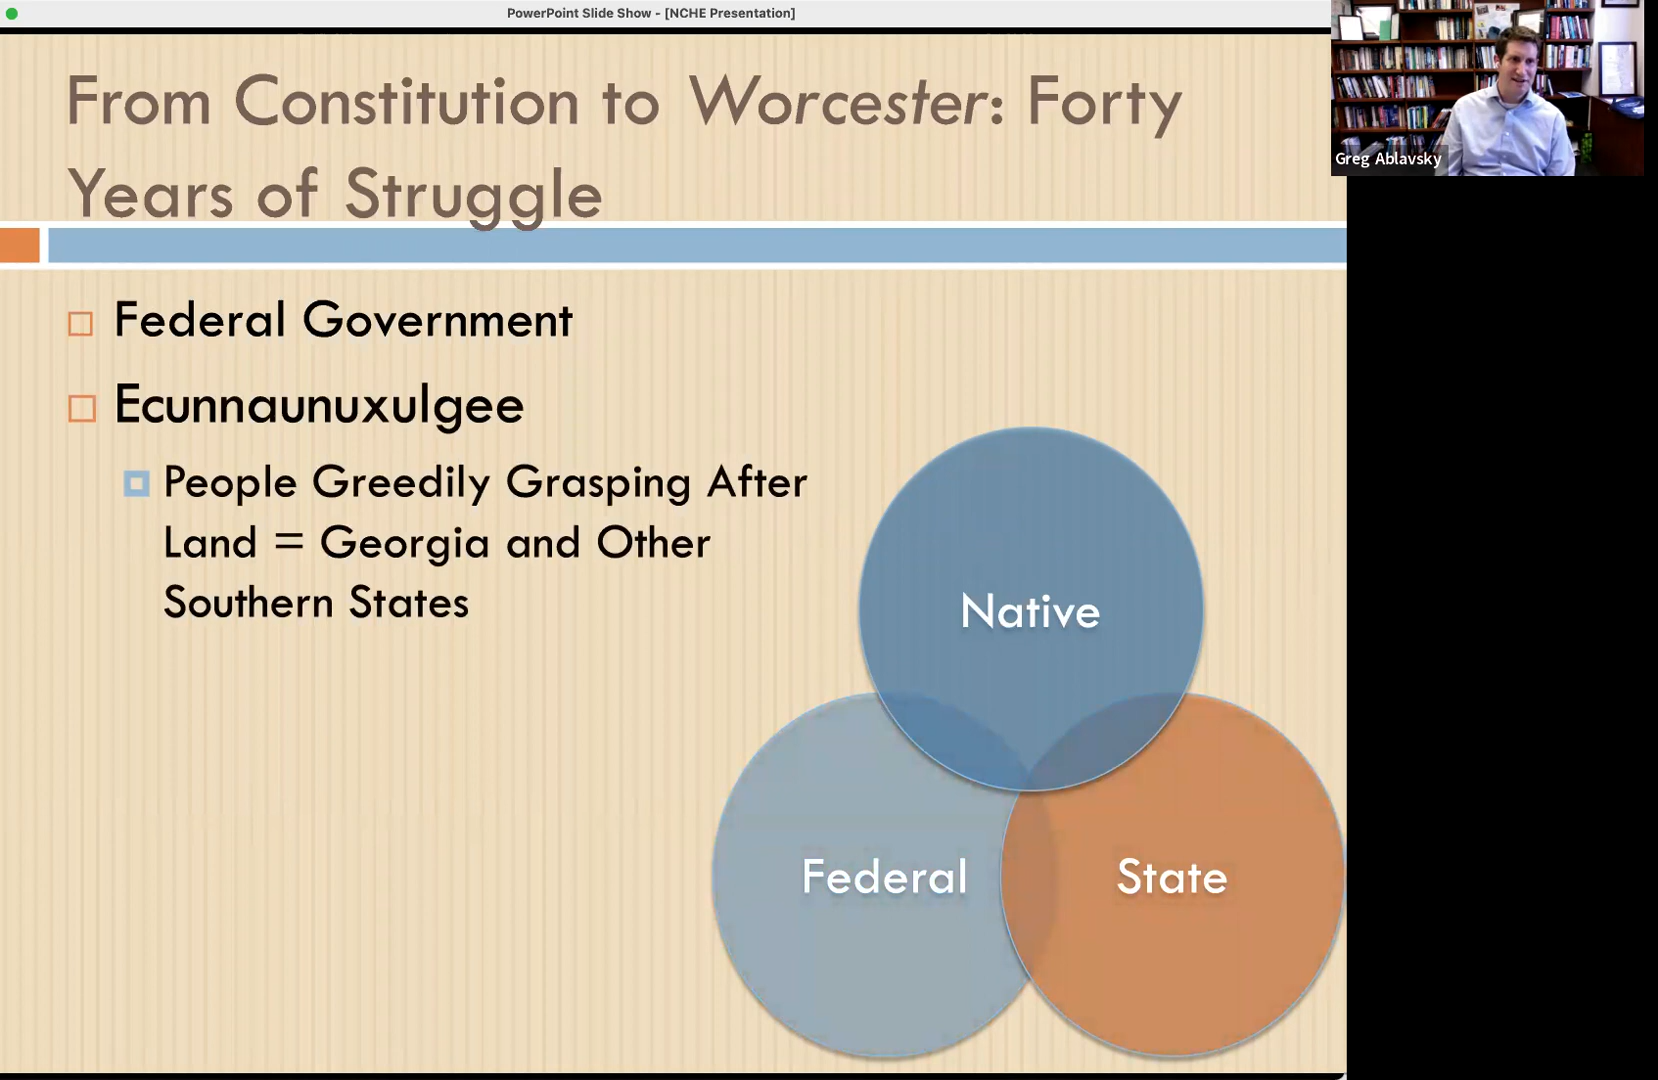 PowerPoint Slide Show - [NCHE Presentation]
From Constitution to Worcester: Forty
Years of Struggle
Greg Ablavsky
Federal Government
Ecunnaunuxulgee
People Greedily Grasping After
Land = Georgia and Other
Southern States
Native
Federal
State